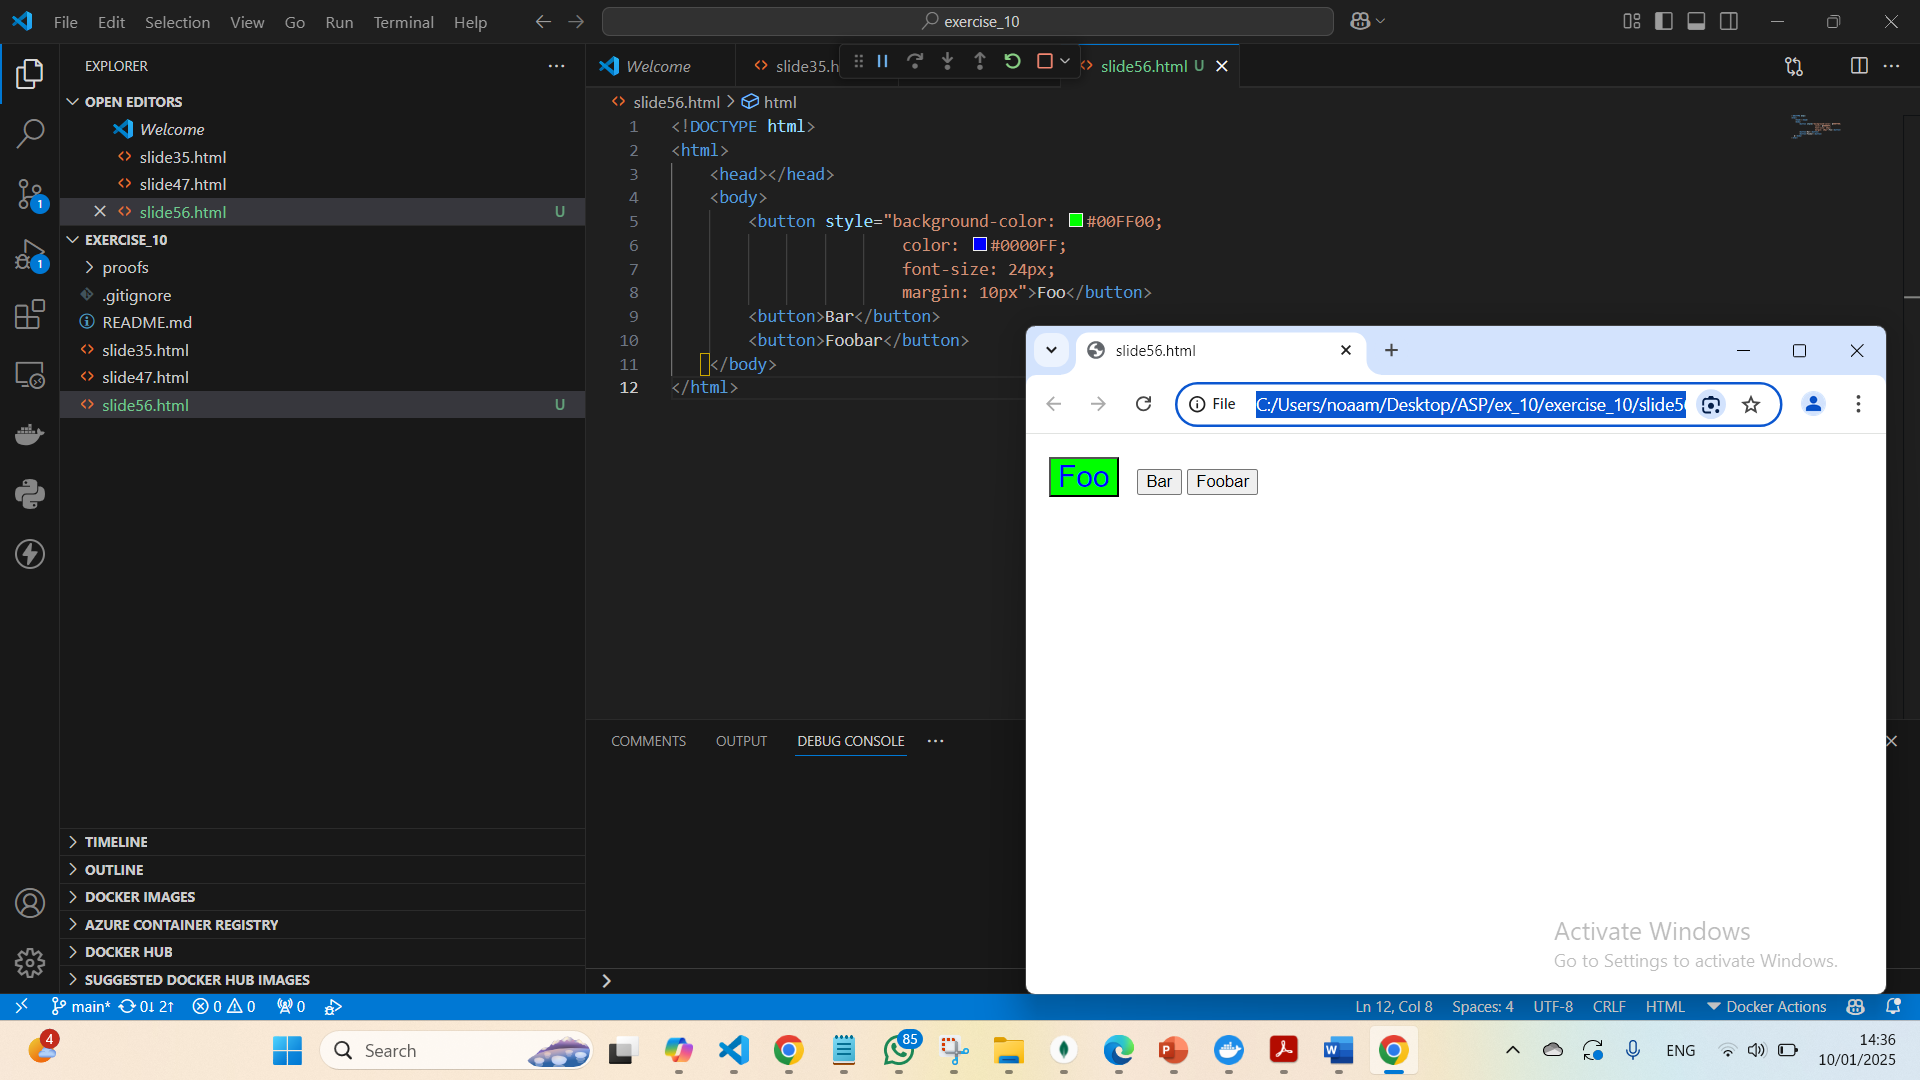 File Edit Selection View Go Run Terminal Help
exercise_10
EXPLORER
OPEN EDITORS
Welcome
slide35.html
slide47.html
slide56.html U
EXERCISE_10
proofs
.gitignore
README.md
slide35.html
slide47.html
slide56.html U
TIMELINE
OUTLINE
DOCKER IMAGES
AZURE CONTAINER REGISTRY
DOCKER HUB
SUGGESTED DOCKER HUB IMAGES
1
1
Welcome slide35.h slide56.html U
slide56.html html
1 <!DOCTYPE html>
2 <html>
3 <head></head>
4 <body>
5 <button style="background-color: #00FF00;
6 color: #0000FF;
7 font-size: 24px;
8 margin: 10px">Foo</button>
9 <button>Bar</button>
10 <button>Foobar</button>
11 </body>
12 </html>
COMMENTS OUTPUT DEBUG CONSOLE
slide56.html
File C:/Users/noaam/Desktop/ASP/ex_10/exercise_10/slide5
Foo Bar Foobar
Activate Windows
Go to Settings to activate Windows.
main* 0↓ 2↑ 0 0 0
Ln 12, Col 8 Spaces: 4 UTF-8 CRLF HTML Docker Actions
4
Search
85
ENG
14:36
10/01/2025